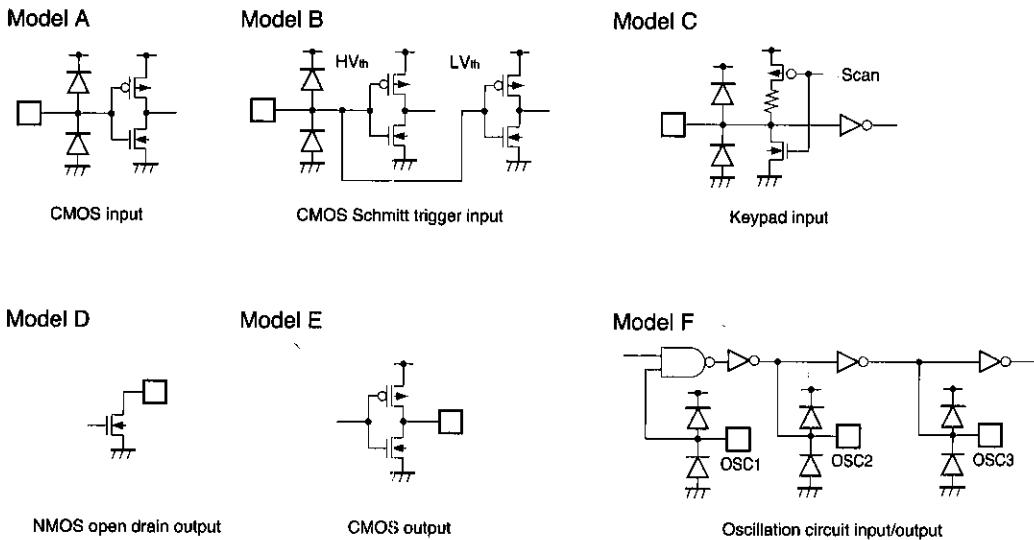 Model A
Model B
HVth
LVth
Model C
Scan
CMOS input
CMOS Schmitt trigger input
Keypad input
Model D
Model E
Model F
OSC1
OSC2
OSC3
NMOS open drain output
CMOS output
Oscillation circuit input/output